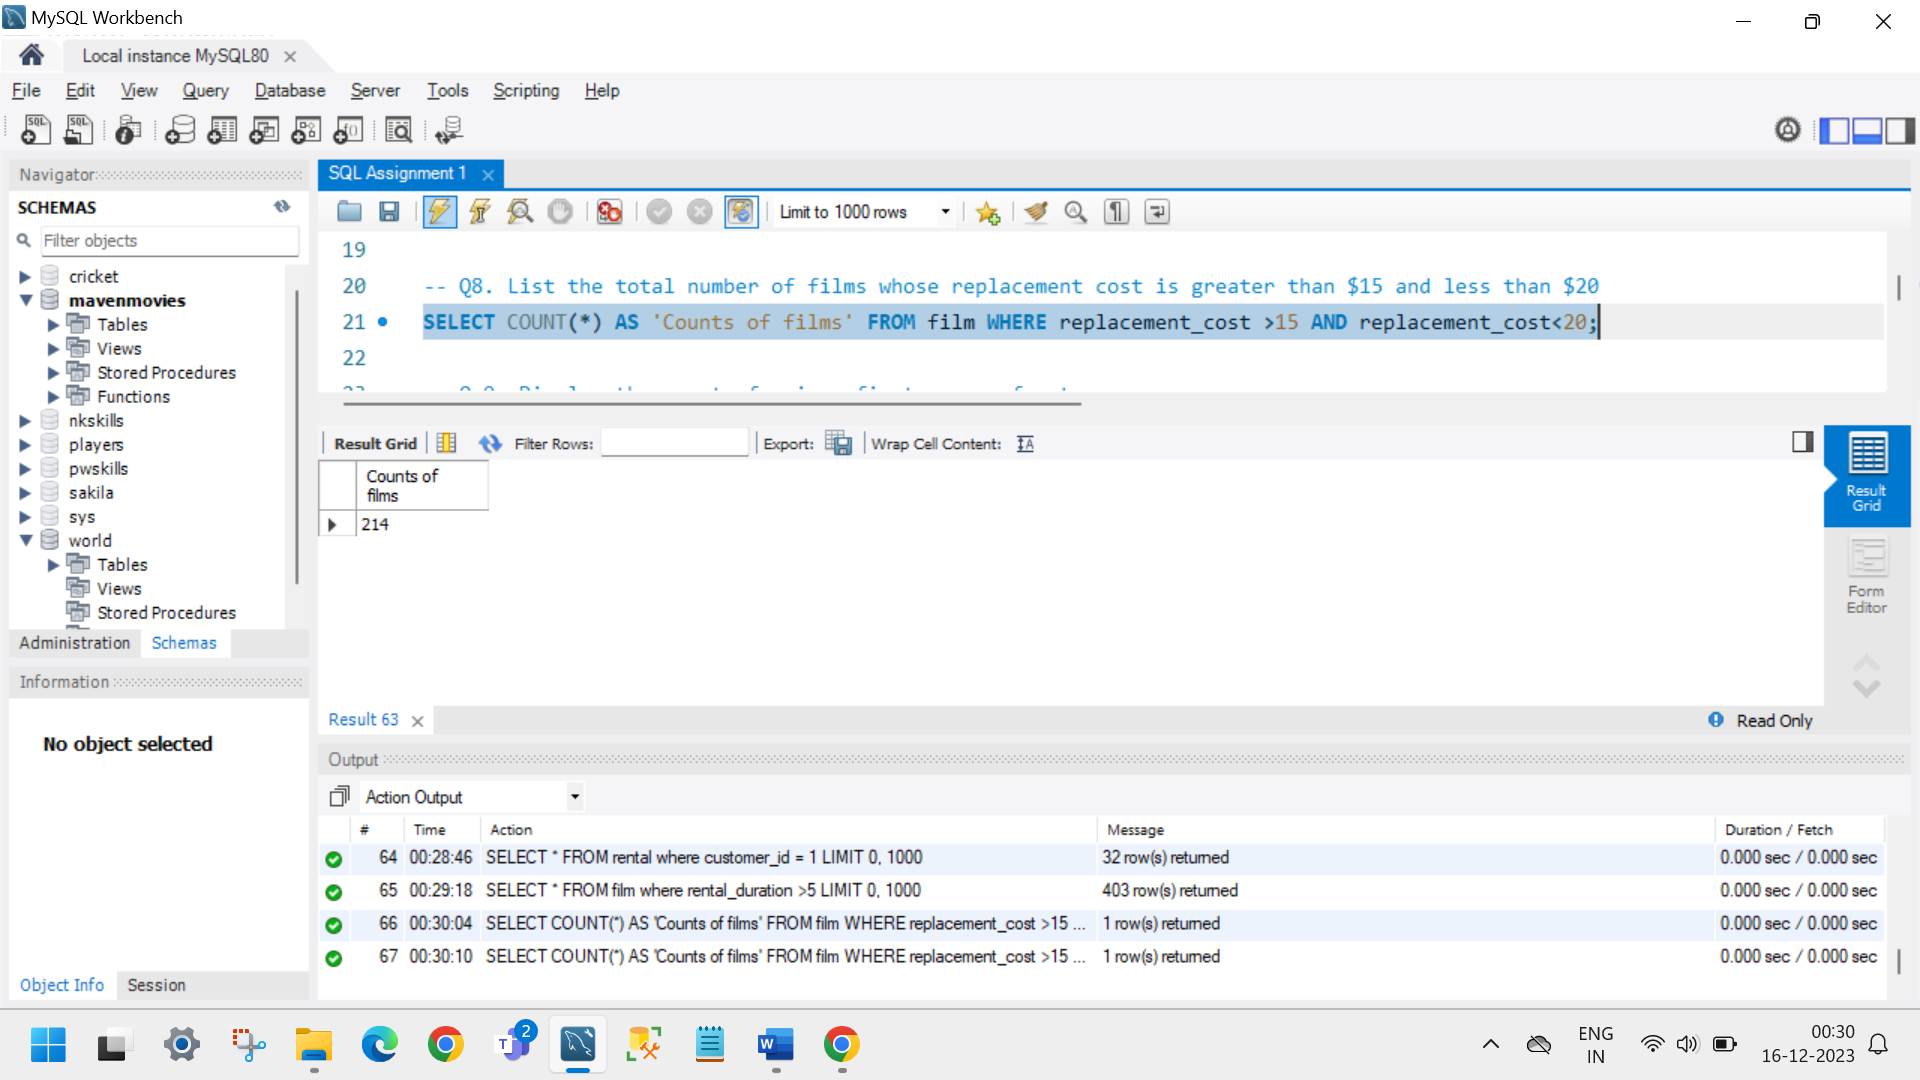 MySQL Workbench
Local instance MySQL80
File Edit View Query Database Server Tools Scripting Help
Navigator
SCHEMAS
Filter objects
cricket
mavenmovies
Tables
Views
Stored Procedures
Functions
nkskills
players
pwskills
sakila
sys
world
Tables
Views
Stored Procedures
Administration Schemas
Information
No object selected
Object Info Session
SQL Assignment 1
Limit to 1000 rows
19
20 -- Q8. List the total number of films whose replacement cost is greater than $15 and less than $20
21 SELECT COUNT(*) AS 'Counts of films' FROM film WHERE replacement_cost >15 AND replacement_cost<20;
22
Result Grid Filter Rows: Export: Wrap Cell Content:
Counts of
films
214
Result
Grid
Form
Editor
Result 63
Read Only
Output
Action Output
# Time Action Message Duration / Fetch
64 00:28:46 SELECT * FROM rental where customer_id = 1 LIMIT 0, 1000 32 row(s) returned 0.000 sec / 0.000 sec
65 00:29:18 SELECT * FROM film where rental_duration >5 LIMIT 0, 1000 403 row(s) returned 0.000 sec / 0.000 sec
66 00:30:04 SELECT COUNT(*) AS 'Counts of films' FROM film WHERE replacement_cost >15 ... 1 row(s) returned 0.000 sec / 0.000 sec
67 00:30:10 SELECT COUNT(*) AS 'Counts of films' FROM film WHERE replacement_cost >15 ... 1 row(s) returned 0.000 sec / 0.000 sec
2
ENG
IN
00:30
16-12-2023